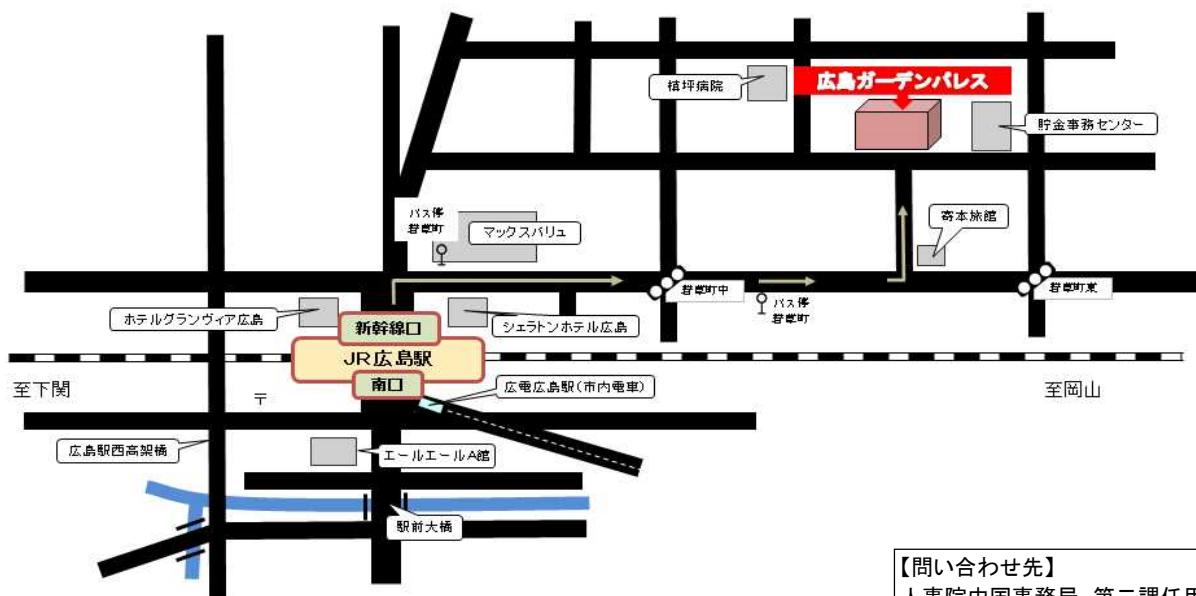 槙坪病院
広島ガーデンパレス
貯金事務センター
バス停
若草町
マックスバリュ
寄本旅館
ホテルグランヴィア広島
新幹線口
シェラトンホテル広島
若草町中
バス停
若草町
若草町東
JR広島駅
南口
広電広島駅(市内電車)
至下関
〒
至岡山
広島駅西高架橋
エールエールA館
駅前大橋
【問い合わせ先】